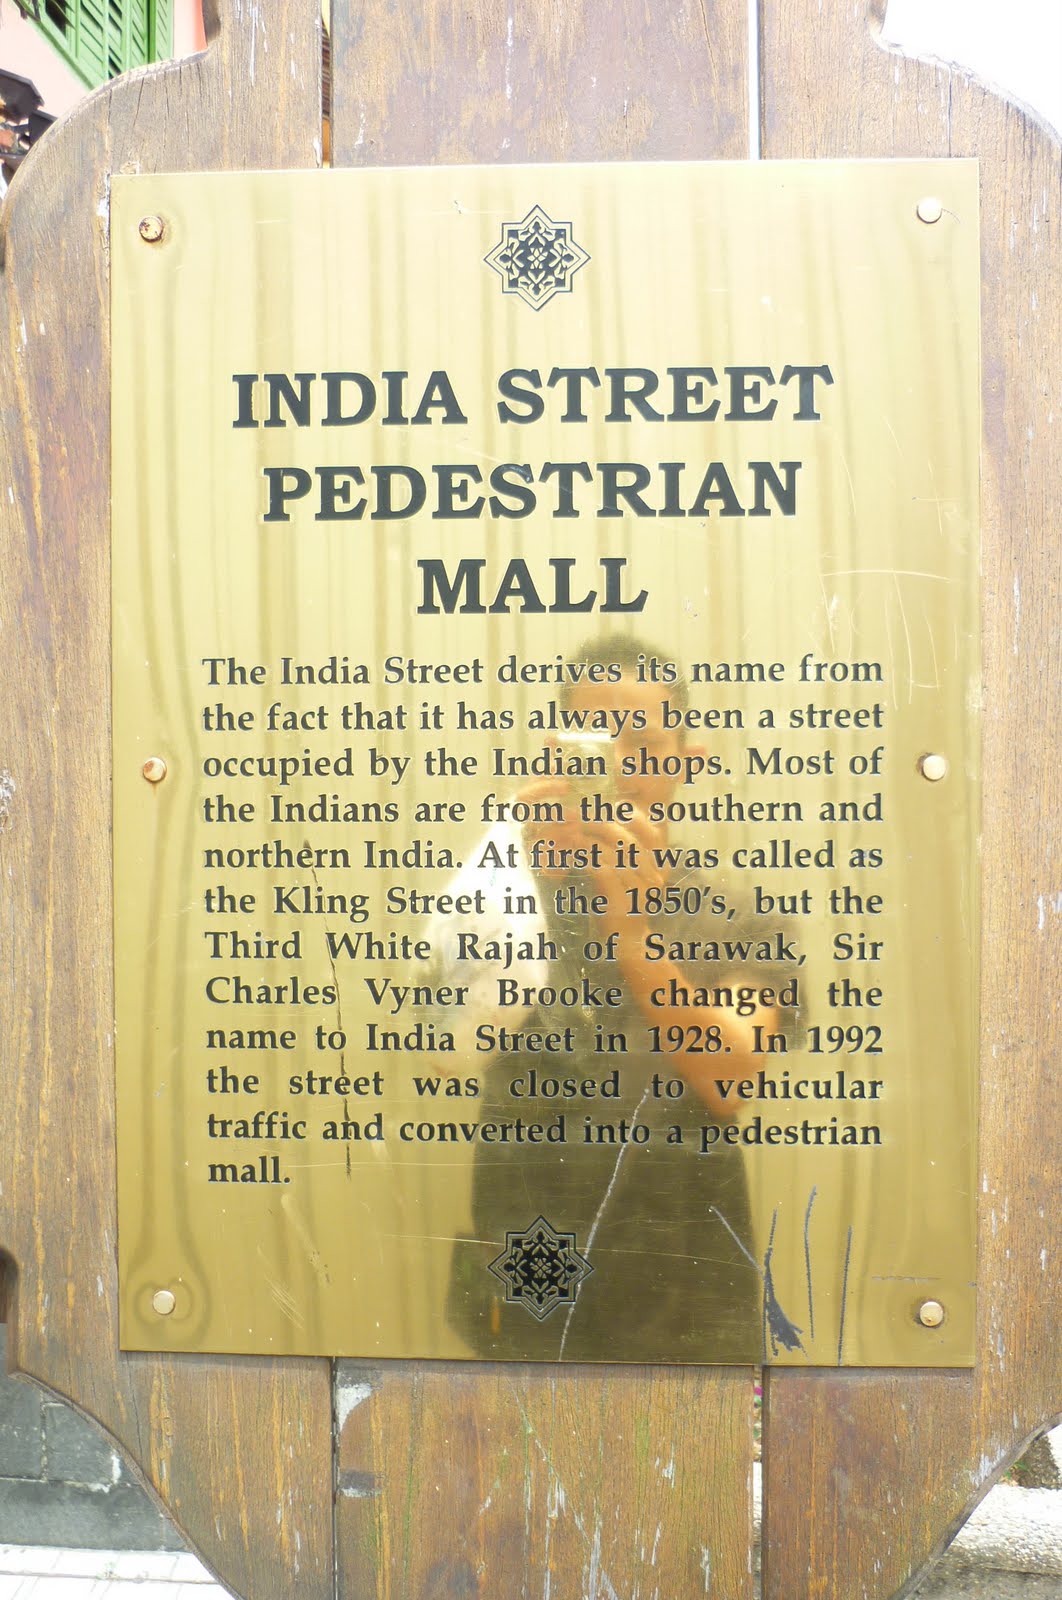 INDIA STREET
PEDESTRIAN
MALL
The India Street derives its name from
the fact that it has always been a street
occupied by the Indian shops. Most of
the Indians are from the southern and
northern India. At first it was called as
the Kling Street in the 1850's, but the
Third White Rajah of Sarawak, Sir
Charles Vyner Brooke changed the
name to India Street in 1928. In 1992
the street was closed to vehicular
traffic and converted into a pedestrian
mall.